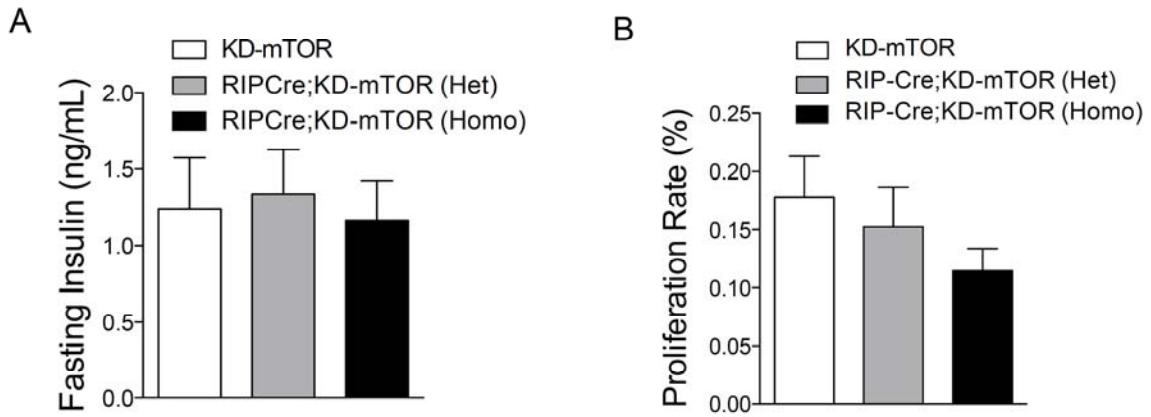 A
KD-mTOR
RIPCre;KD-mTOR (Het)
RIPCre;KD-mTOR (Homo)
Fasting Insulin (ng/mL)
2.0
1.5
1.0
0.5
0.0
B
KD-mTOR
RIP-Cre;KD-mTOR (Het)
RIP-Cre;KD-mTOR (Homo)
Proliferation Rate (%)
0.25
0.20
0.15
0.10
0.05
0.00